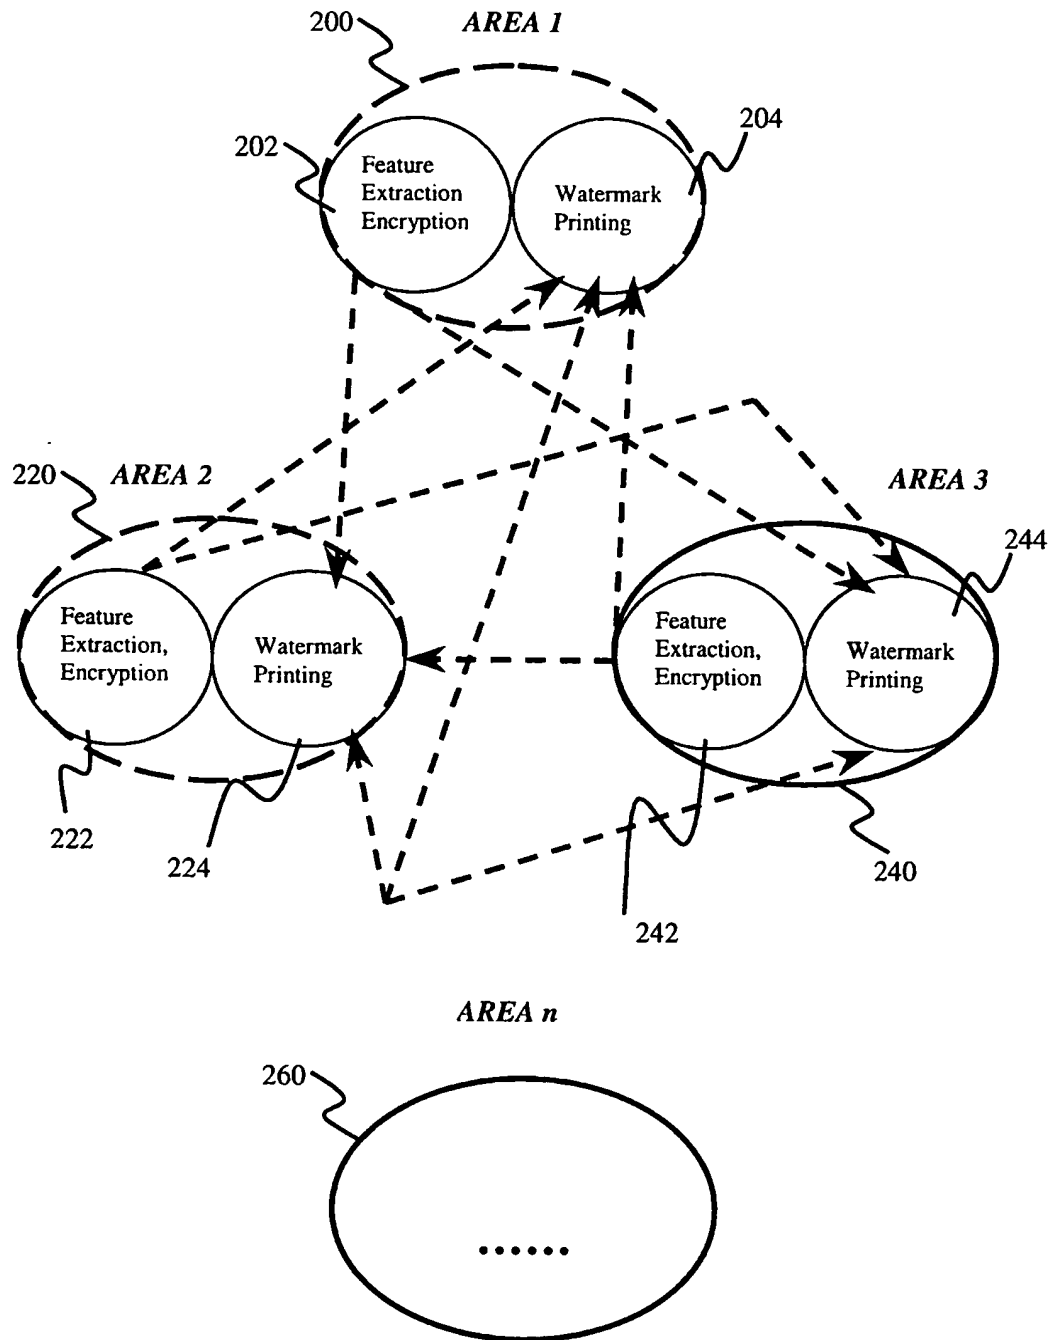 200
AREA 1
202
204
Feature
Extraction
Encryption
Watermark
Printing
220
AREA 2
AREA 3
244
Feature
Extraction,
Encryption
Watermark
Printing
Feature
Extraction,
Encryption
Watermark
Printing
222
224
242
240
AREA n
260
......